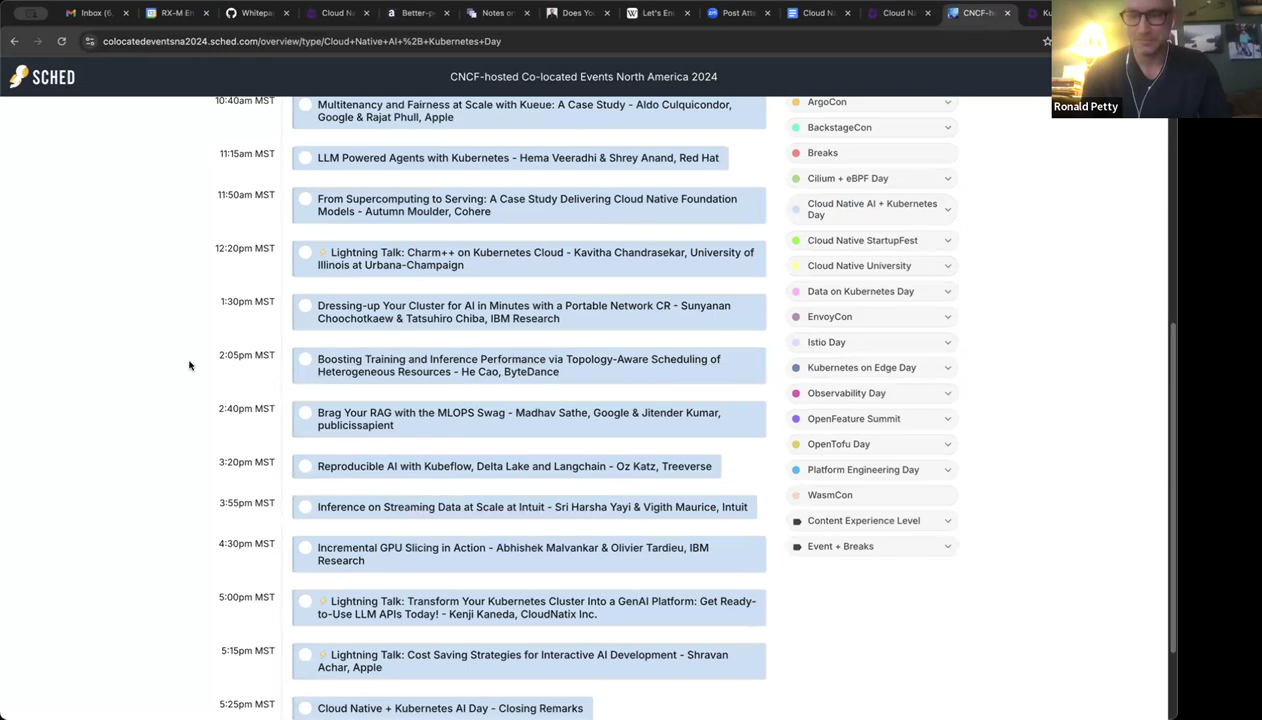 Inbox (6,
RX-M E
Whitepa
Cloud N
Better-p
Notes on
Does Yo
Let's En
Post Att
Cloud N
Cloud N
CNCF-h
Ku
colocatedeventsna2024.sched.com/overview/type/Cloud+Native+AI+%2B+Kubernetes+Day
SCHED
CNCF-hosted Co-located Events North America 2024
Ronald Petty
10:40am MST
Multitenancy and Fairness at Scale with Kueue: A Case Study - Aldo Culquicondor,
Google & Rajat Phull, Apple
11:15am MST
LLM Powered Agents with Kubernetes - Hema Veeradhi & Shrey Anand, Red Hat
11:50am MST
From Supercomputing to Serving: A Case Study Delivering Cloud Native Foundation
Models - Autumn Moulder, Cohere
12:20pm MST
⚡ Lightning Talk: Charm++ on Kubernetes Cloud - Kavitha Chandrasekar, University of
Illinois at Urbana-Champaign
1:30pm MST
Dressing-up Your Cluster for AI in Minutes with a Portable Network CR - Sunyanan
Choochotkaew & Tatsuhiro Chiba, IBM Research
2:05pm MST
Boosting Training and Inference Performance via Topology-Aware Scheduling of
Heterogeneous Resources - He Cao, ByteDance
2:40pm MST
Brag Your RAG with the MLOPS Swag - Madhav Sathe, Google & Jitender Kumar,
publicissapient
3:20pm MST
Reproducible AI with Kubeflow, Delta Lake and Langchain - Oz Katz, Treeverse
3:55pm MST
Inference on Streaming Data at Scale at Intuit - Sri Harsha Yayi & Vigith Maurice, Intuit
4:30pm MST
Incremental GPU Slicing in Action - Abhishek Malvankar & Olivier Tardieu, IBM
Research
5:00pm MST
⚡ Lightning Talk: Transform Your Kubernetes Cluster Into a GenAI Platform: Get Ready-
to-Use LLM APIs Today! - Kenji Kaneda, CloudNatix Inc.
5:15pm MST
⚡ Lightning Talk: Cost Saving Strategies for Interactive AI Development - Shravan
Achar, Apple
5:25pm MST
Cloud Native + Kubernetes AI Day - Closing Remarks
ArgoCon
BackstageCon
Breaks
Cilium + eBPF Day
Cloud Native AI + Kubernetes
Day
Cloud Native StartupFest
Cloud Native University
Data on Kubernetes Day
EnvoyCon
Istio Day
Kubernetes on Edge Day
Observability Day
OpenFeature Summit
OpenTofu Day
Platform Engineering Day
WasmCon
Content Experience Level
Event + Breaks